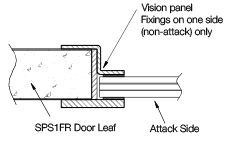 Vision panel
Fixings on one side
(non-attack) only
SPS1FR Door Leaf
Attack Side